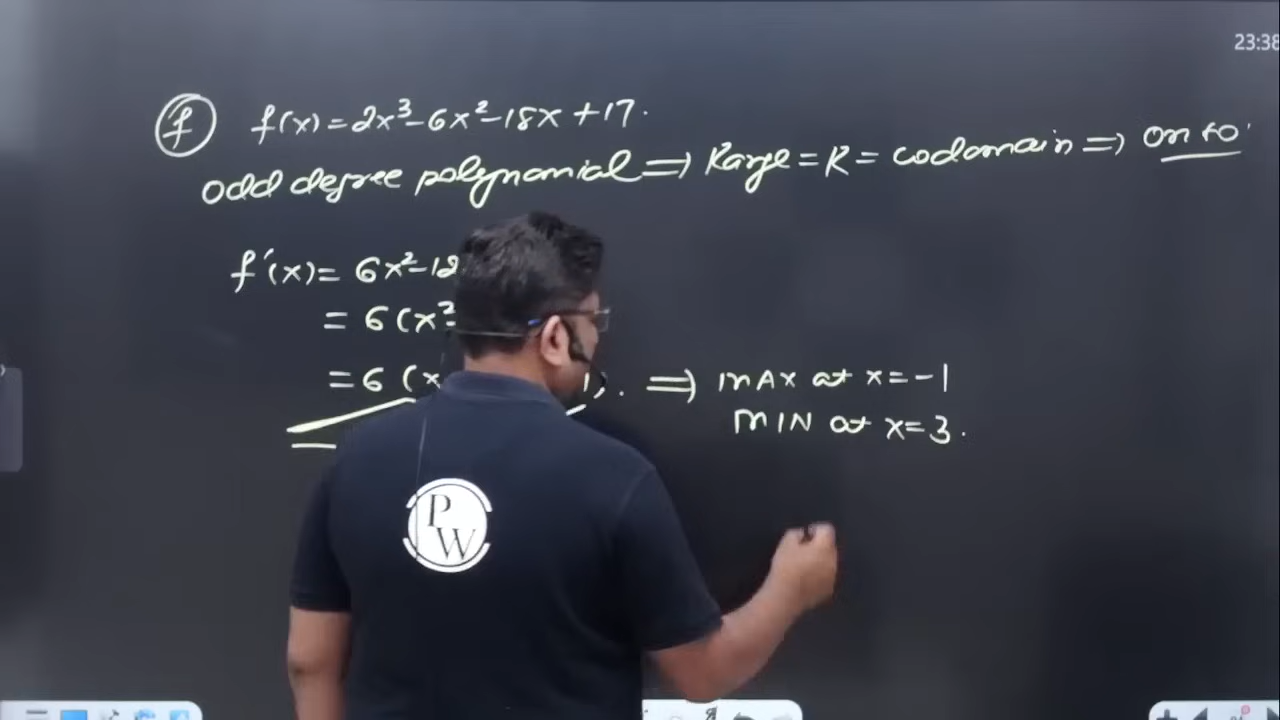 23:38
f f(x) = 2x³-6x²-18x+17.
odd degree polynomial ⇒ Range = R = codomain ⇒ onto
f'(x) = 6x²-12
= 6(x²-
= 6(x ⇒ MAX at x=-1
MIN at x=3.
PW